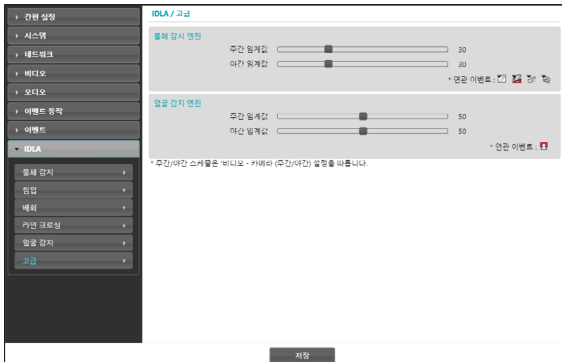 간편 설정
시스템
네트워크
비디오
오디오
이벤트 동작
이벤트
IDLA
물체 감지
침입
배회
라인 크로싱
얼굴 감지
고급
IDLA / 고급
물체 감시 엔진
주간 임계값 30
야간 임계값 30
* 연관 이벤트 :
얼굴 감지 엔진
주간 임계값 50
야간 임계값 50
* 연관 이벤트 :
* 주간/야간 스케쥴은 '비디오 - 카메라 (주간/야간) 설정을 따릅니다.
저장